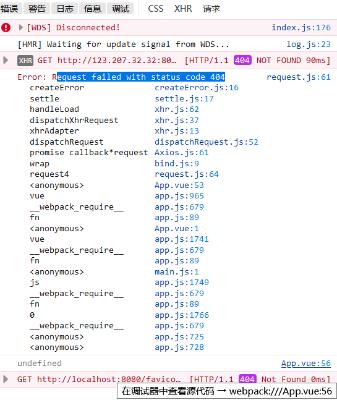 错误 警告 日志 信息 调试 CSS XHR 请求
[WDS] Disconnected! index.js:176
[HMR] Waiting for update signal from WDS... log.js:23
XHR GET http://123.207.32.32:80… [HTTP/1.1 404 NOT FOUND 90ms]
Error: Request failed with status code 404 request.js:61
createError createError.js:16
settle settle.js:17
handleLoad xhr.js:62
dispatchXhrRequest xhr.js:37
xhrAdapter xhr.js:13
dispatchRequest dispatchRequest.js:52
promise callback*request Axios.js:61
wrap bind.js:9
request4 request.js:64
<anonymous> App.vue:53
vue app.js:965
__webpack_require__ app.js:679
fn app.js:89
<anonymous> App.vue:1
vue app.js:1741
__webpack_require__ app.js:679
fn app.js:89
<anonymous> main.js:1
js app.js:1749
__webpack_require__ app.js:679
fn app.js:89
0 app.js:1766
__webpack_require__ app.js:679
<anonymous> app.js:725
<anonymous> app.js:728
undefined App.vue:56
GET http://localhost:8080/favico… [HTTP/1.1 404 Not Found 0ms]
在调试器中查看源代码 → webpack:///App.vue:56